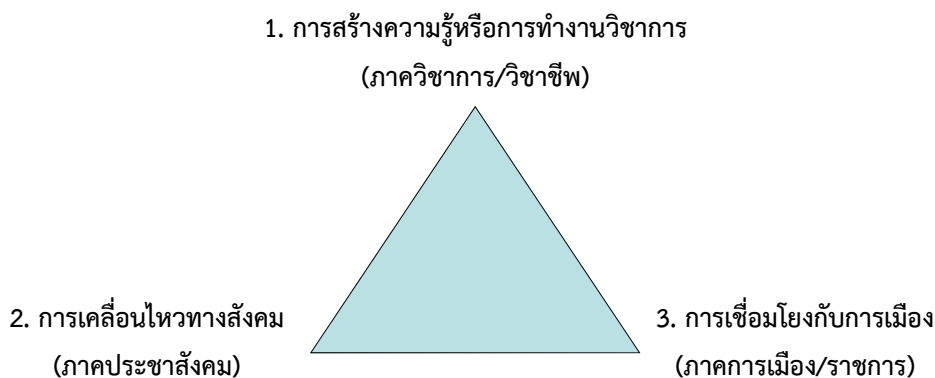 1. การสร้างความรู้หรือการทำงานวิชาการ
(ภาควิชาการ/วิชาชีพ)
2. การเคลื่อนไหวทางสังคม
(ภาคประชาสังคม)
3. การเชื่อมโยงกับการเมือง
(ภาคการเมือง/ราชการ)